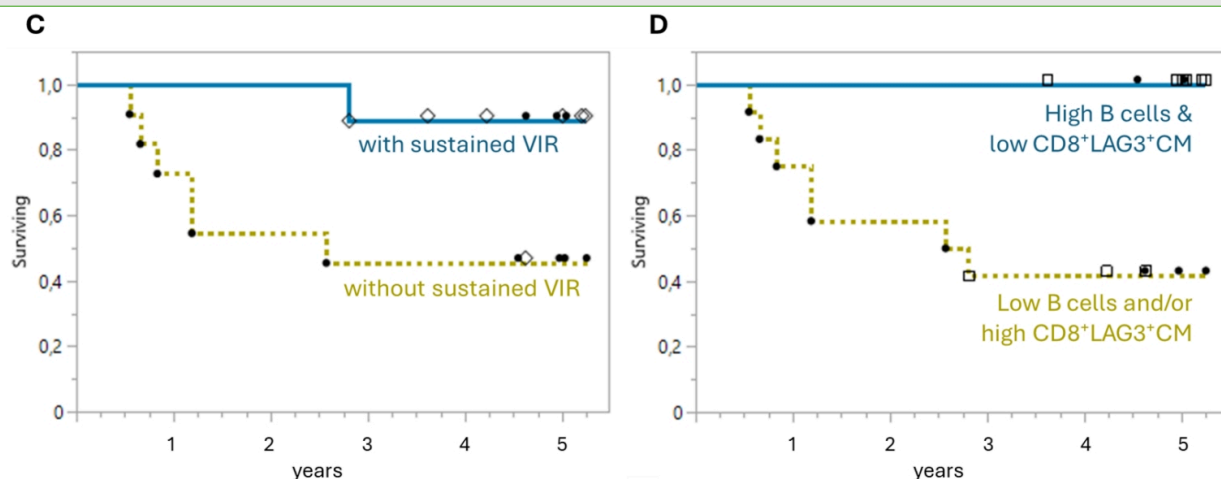 C
1,0
0,8
0,6
0,4
0,2
0
Surviving
with sustained VIR
without sustained VIR
1 2 3 4 5
years
D
1,0
0,8
0,6
0,4
0,2
0
Surviving
High B cells &
low CD8⁺LAG3⁺CM
Low B cells and/or
high CD8⁺LAG3⁺CM
1 2 3 4 5
years